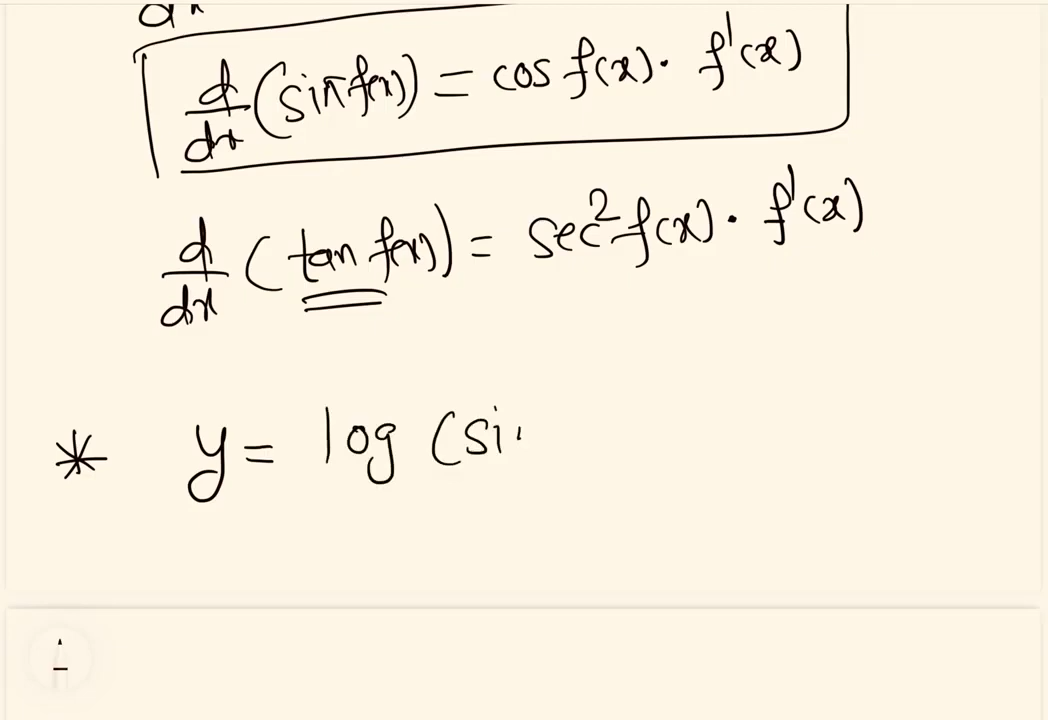 d/dx (sin f(x)) = cos f(x) · f'(x)
d/dx (tan f(x)) = sec² f(x) · f'(x)
* y = log (si